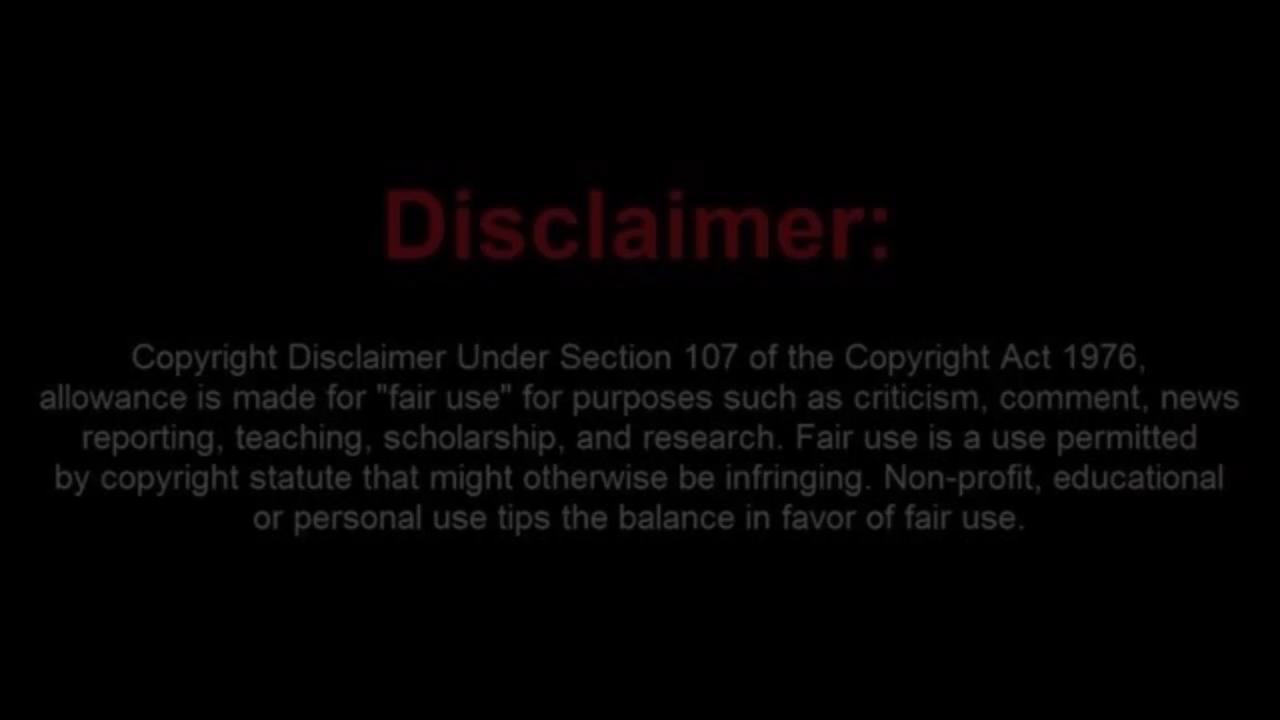 Disclaimer:
Copyright Disclaimer Under Section 107 of the Copyright Act 1976,
allowance is made for "fair use" for purposes such as criticism, comment, news
reporting, teaching, scholarship, and research. Fair use is a use permitted
by copyright statute that might otherwise be infringing. Non-profit, educational
or personal use tips the balance in favor of fair use.